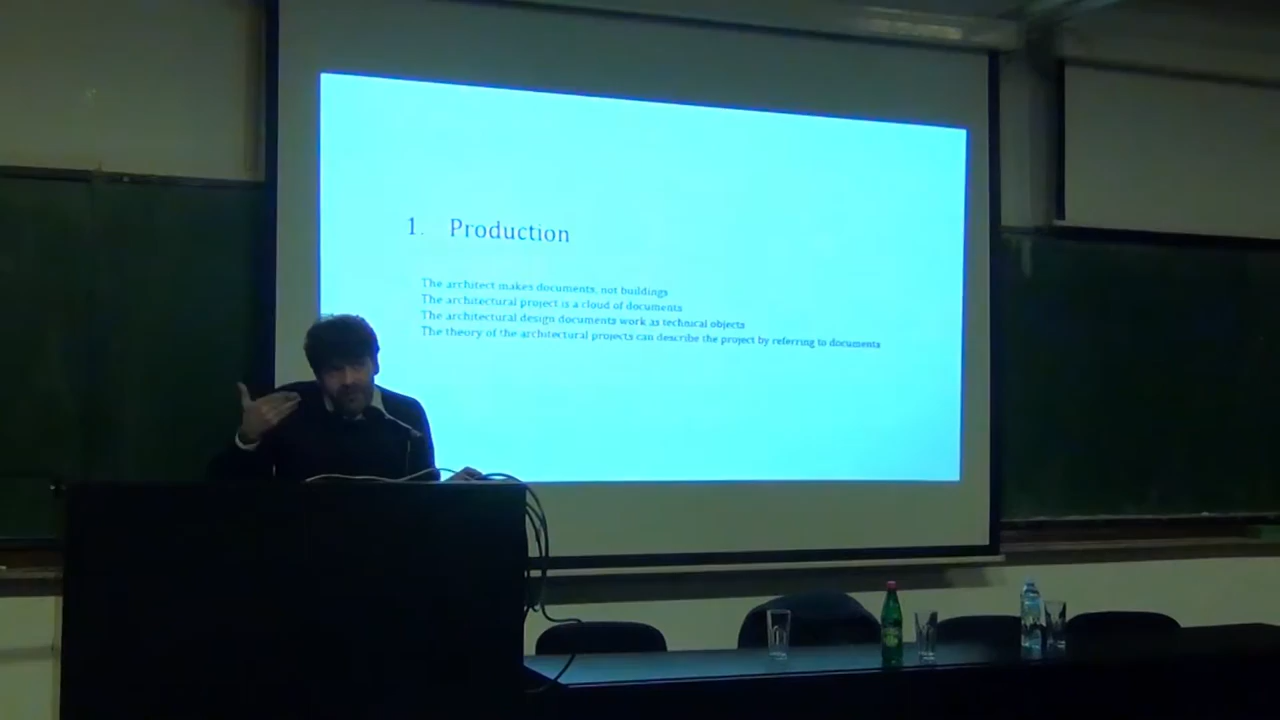 1. Production
The architect makes documents, not buildings
The architectural project is a cloud of documents
The architectural design documents work as technical objects
The theory of the architectural projects can describe the project by referring to documents